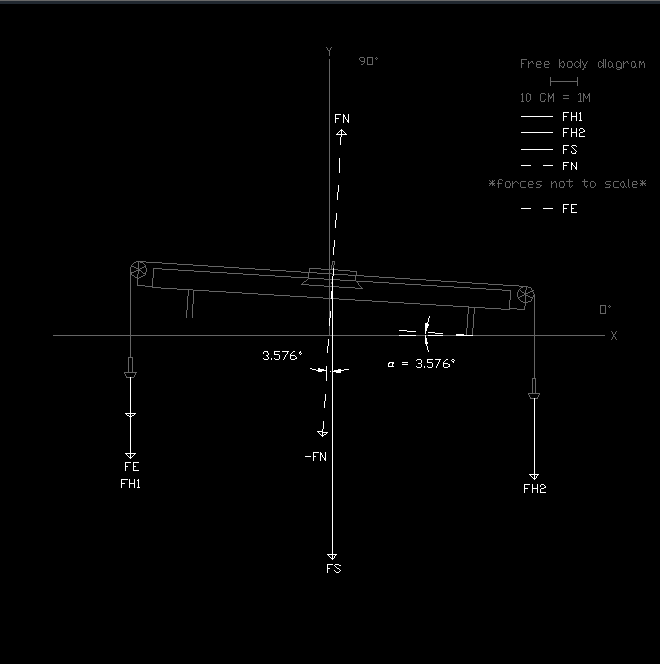 Y
90°
Free body diagram
10 CM = 1M
FN
FH1
FH2
FS
FN
*forces not to scale*
FE
0°
X
3.576°
α = 3.576°
-FN
FE
FH1
FH2
FS